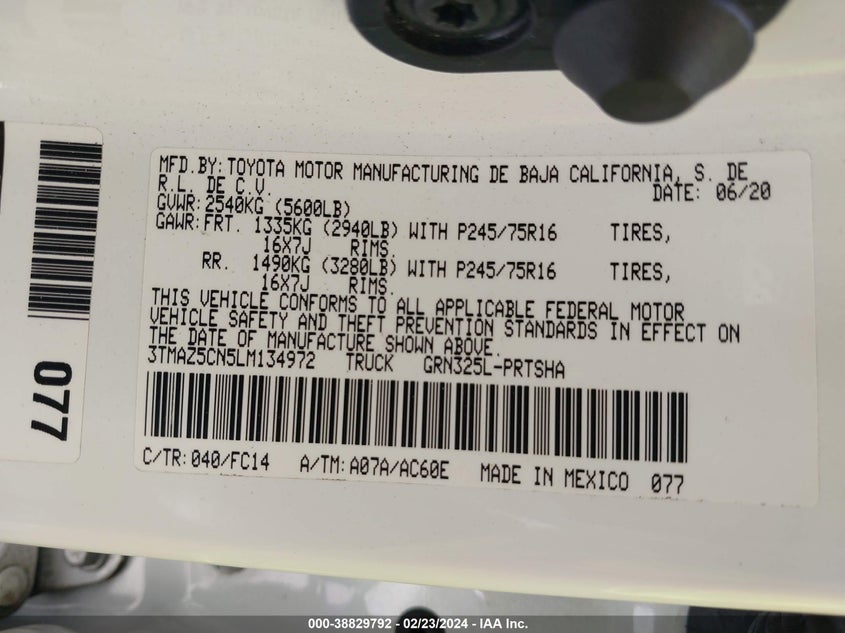 MFD.BY: TOYOTA MOTOR MANUFACTURING DE BAJA CALIFORNIA, S. DE
R.L. DE C.V. DATE: 06/20
GVWR: 2540KG (5600LB)
GAWR: FRT. 1335KG (2940LB) WITH P245/75R16 TIRES,
16X7J RIMS.
RR. 1490KG (3280LB) WITH P245/75R16 TIRES,
16X7J RIMS.
THIS VEHICLE CONFORMS TO ALL APPLICABLE FEDERAL MOTOR
VEHICLE SAFETY AND THEFT PREVENTION STANDARDS IN EFFECT ON
THE DATE OF MANUFACTURE SHOWN ABOVE.
3TMAZ5CN5LM134972 TRUCK GRN325L-PRTSHA
C/TR: 040/FC14 A/TM: A07A/AC60E MADE IN MEXICO 077
077
000-38829792 - 02/23/2024 - IAA Inc.